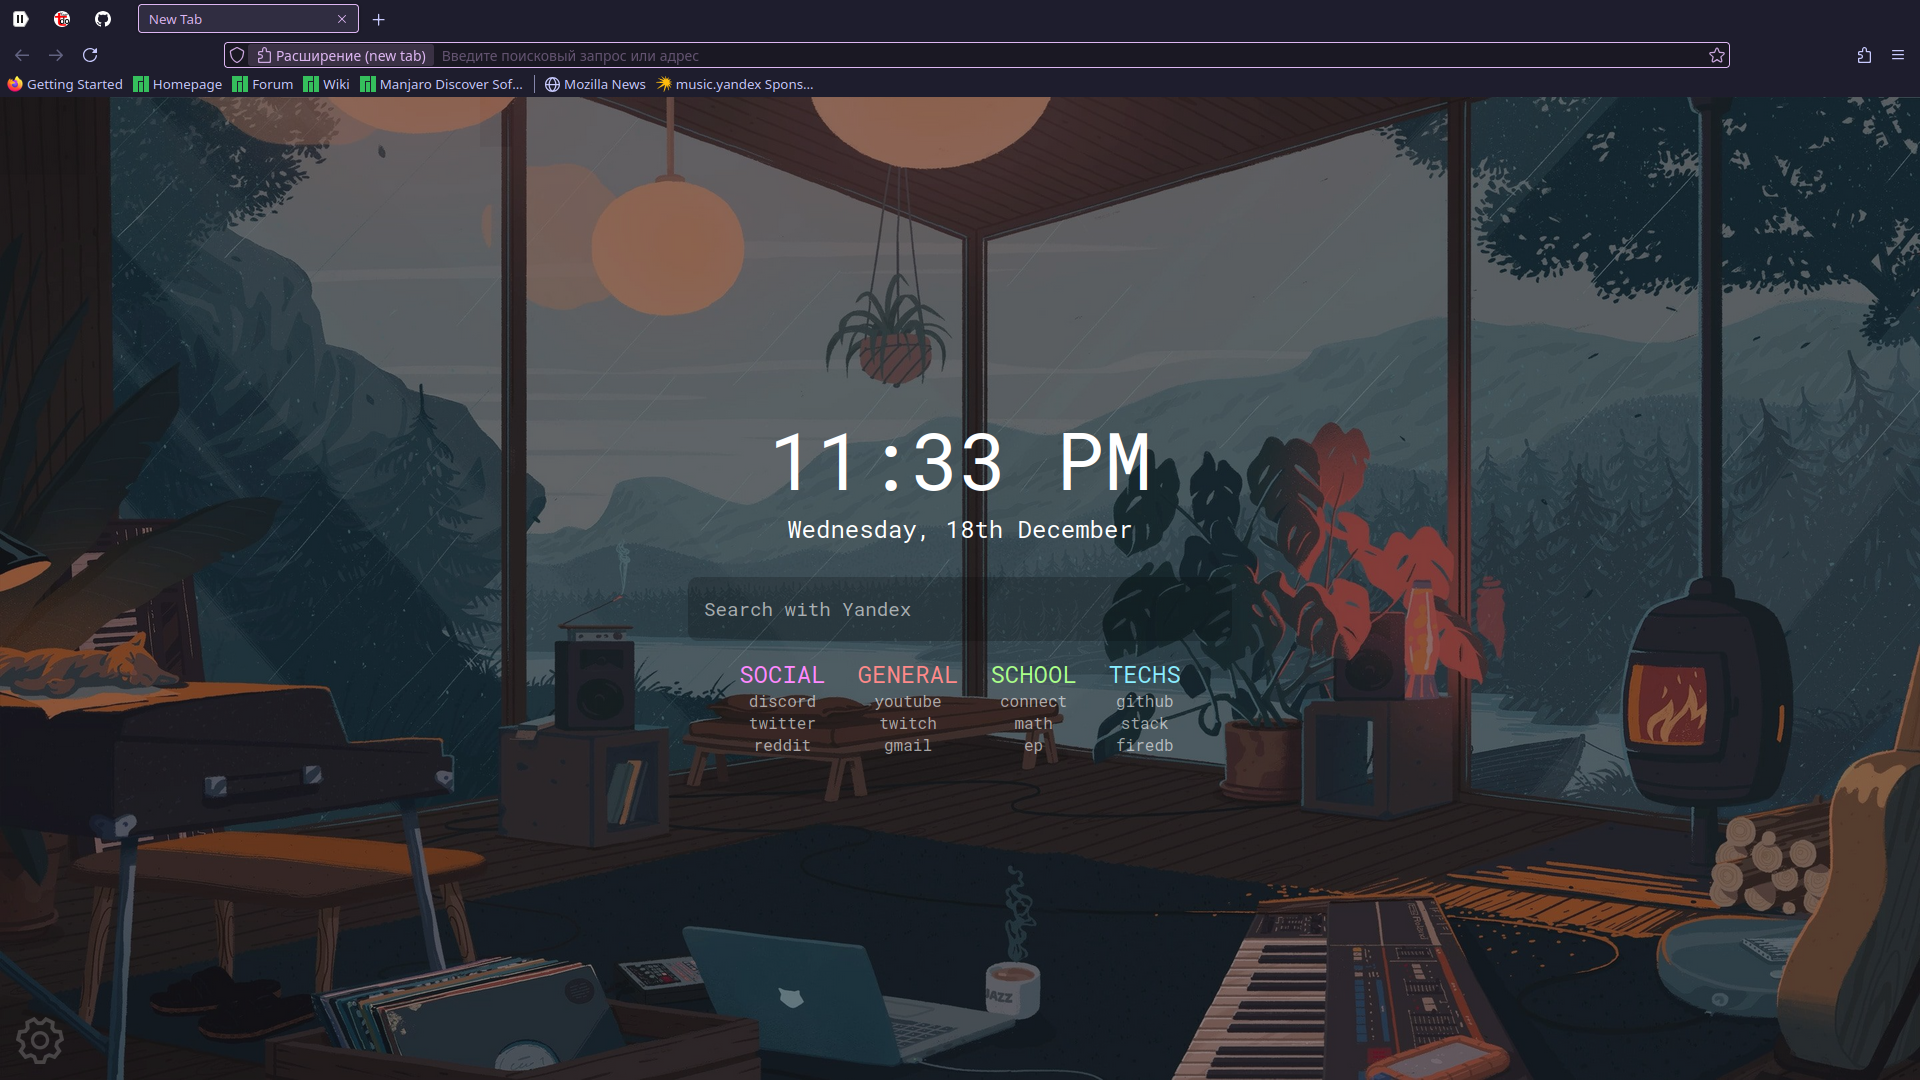 New Tab
Расширение (new tab) Введите поисковый запрос или адрес
Getting Started Homepage Forum Wiki Manjaro Discover Sof... Mozilla News music.yandex Spons...
11:33 PM
Wednesday, 18th December
Search with Yandex
SOCIAL GENERAL SCHOOL TECHS
discord youtube connect github
twitter twitch math stack
reddit gmail ep firedb
JAZZ
Roland